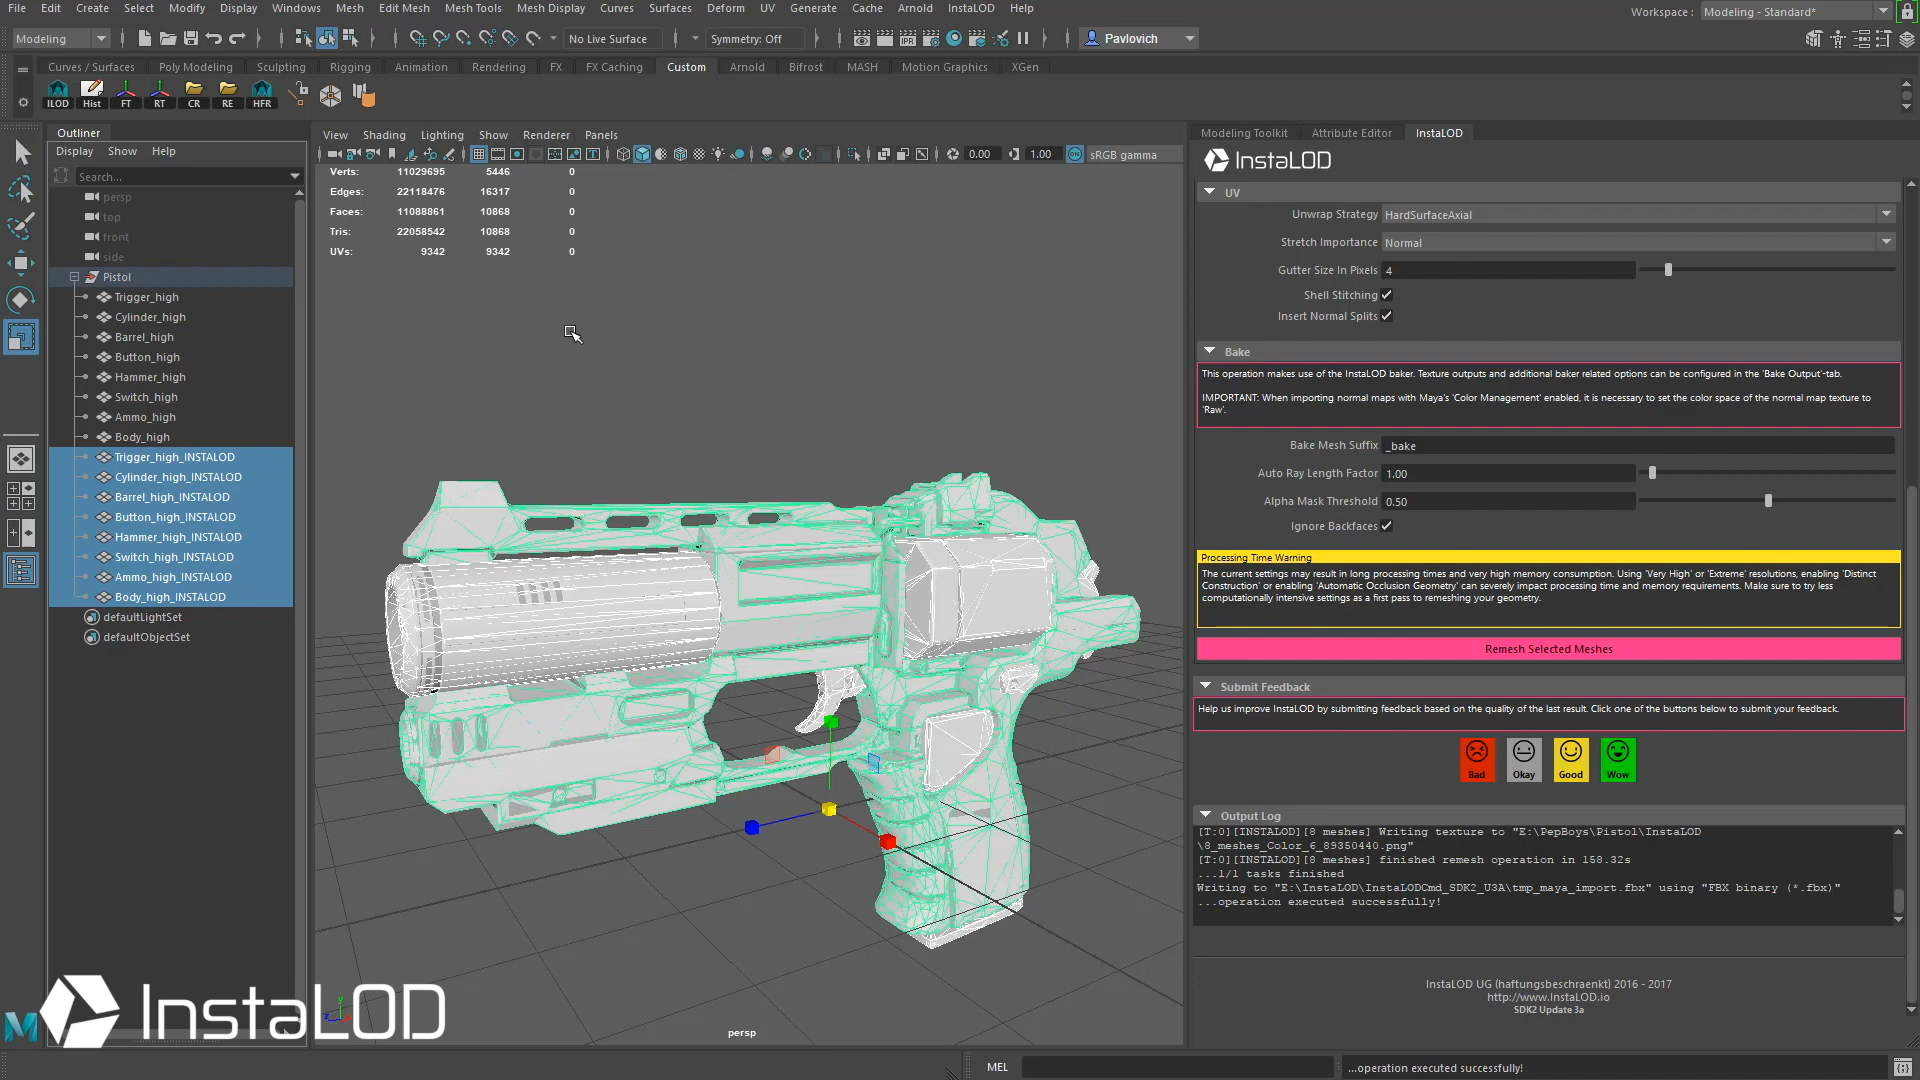 File Edit Create Select Modify Display Windows Mesh Edit Mesh Mesh Tools Mesh Display Curves Surfaces Deform UV Generate Cache Arnold InstaLOD Help
Workspace : Modeling - Standard*
Modeling
No Live Surface
Symmetry: Off
IPR
Pavlovich
Curves / Surfaces Poly Modeling Sculpting Rigging Animation Rendering FX FX Caching Custom Arnold Bifrost MASH Motion Graphics XGen
ILOD Hist FT RT CR RE HFR
Outliner
Display Show Help
Search...
persp
top
front
side
Pistol
Trigger_high
Cylinder_high
Barrel_high
Button_high
Hammer_high
Switch_high
Ammo_high
Body_high
Trigger_high_INSTALOD
Cylinder_high_INSTALOD
Barrel_high_INSTALOD
Button_high_INSTALOD
Hammer_high_INSTALOD
Switch_high_INSTALOD
Ammo_high_INSTALOD
Body_high_INSTALOD
defaultLightSet
defaultObjectSet
View Shading Lighting Show Renderer Panels
0.00 1.00 ON sRGB gamma
Verts: 11029695 5446 0
Edges: 22118476 16317 0
Faces: 11088861 10868 0
Tris: 22058542 10868 0
UVs: 9342 9342 0
persp
y
z
M InstaLOD
Modeling Toolkit Attribute Editor InstaLOD
InstaLOD
UV
Unwrap Strategy HardSurfaceAxial
Stretch Importance Normal
Gutter Size In Pixels 4
Shell Stitching
Insert Normal Splits
Bake
This operation makes use of the InstaLOD baker. Texture outputs and additional baker related options can be configured in the 'Bake Output'-tab.
IMPORTANT: When importing normal maps with Maya's 'Color Management' enabled, it is necessary to set the color space of the normal map texture to
'Raw'.
Bake Mesh Suffix _bake
Auto Ray Length Factor 1.00
Alpha Mask Threshold 0.50
Ignore Backfaces
Processing Time Warning
The current settings may result in long processing times and very high memory consumption. Using 'Very High' or 'Extreme' resolutions, enabling 'Distinct
Construction' or enabling 'Automatic Occlusion Geometry' can severely impact processing time and memory requirements. Make sure to try less
computationally intensive settings as a first pass to remeshing your geometry.
Remesh Selected Meshes
Submit Feedback
Help us improve InstaLOD by submitting feedback based on the quality of the last result. Click one of the buttons below to submit your feedback.
Bad Okay Good Wow
Output Log
[T:0][INSTALOD][8 meshes] Writing texture to "E:\PepBoys\Pistol\InstaLOD
\8_meshes_Color_6_89350440.png"
[T:0][INSTALOD][8 meshes] finished remesh operation in 158.32s
...1/1 tasks finished
Writing to "E:\InstaLOD\InstaLODCmd_SDK2_U3A\tmp_maya_import.fbx" using "FBX binary (*.fbx)"
...operation executed successfully!
InstaLOD UG (haftungsbeschraenkt) 2016 - 2017
http://www.InstaLOD.io
SDK2 Update 3a
MEL
...operation executed successfully!